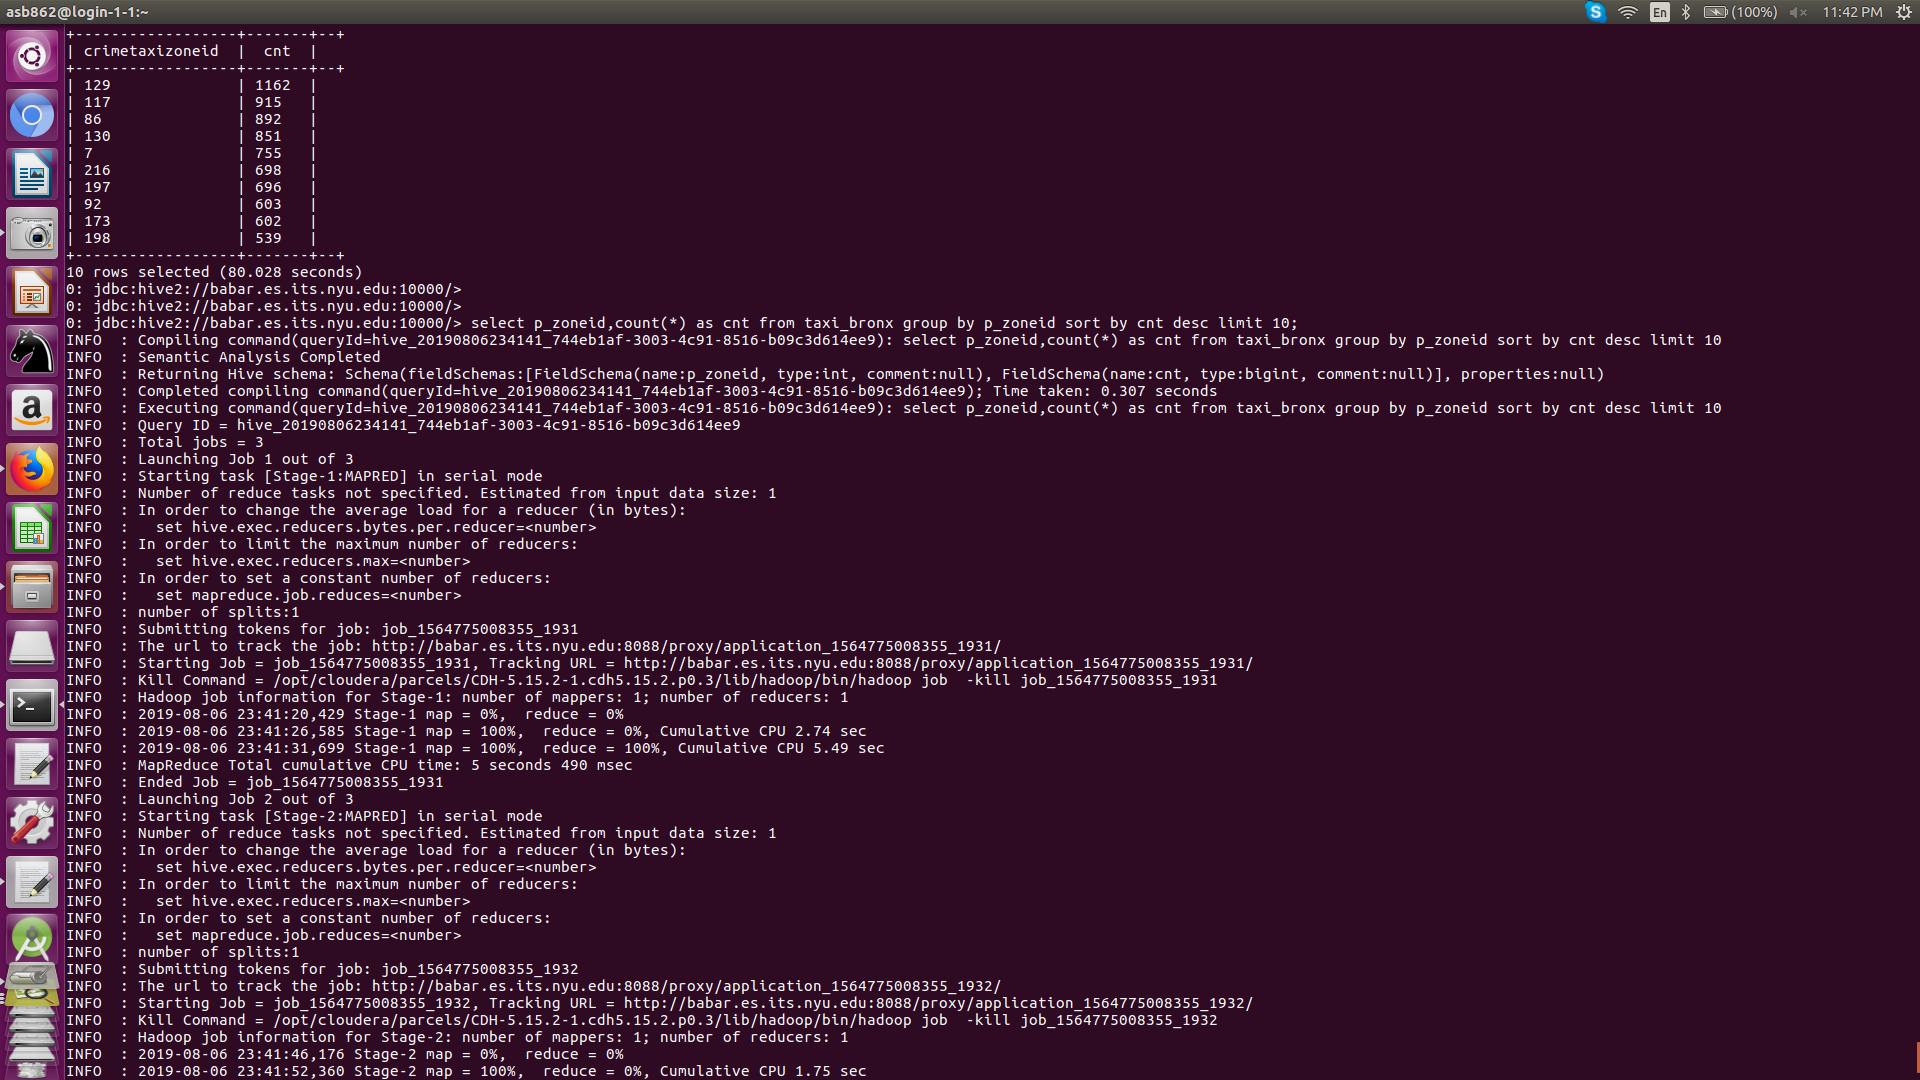 asb862@login-1-1:~
En
(100%)
11:42 PM
+------------------+-------+--+
| crimetaxizoneid  |  cnt  |
+------------------+-------+--+
| 129              | 1162  |
| 117              | 915   |
| 86               | 892   |
| 130              | 851   |
| 7                | 755   |
| 216              | 698   |
| 197              | 696   |
| 92               | 603   |
| 173              | 602   |
| 198              | 539   |
+------------------+-------+--+
10 rows selected (80.028 seconds)
0: jdbc:hive2://babar.es.its.nyu.edu:10000/>
0: jdbc:hive2://babar.es.its.nyu.edu:10000/>
0: jdbc:hive2://babar.es.its.nyu.edu:10000/> select p_zoneid,count(*) as cnt from taxi_bronx group by p_zoneid sort by cnt desc limit 10;
INFO  : Compiling command(queryId=hive_20190806234141_744eb1af-3003-4c91-8516-b09c3d614ee9): select p_zoneid,count(*) as cnt from taxi_bronx group by p_zoneid sort by cnt desc limit 10
INFO  : Semantic Analysis Completed
INFO  : Returning Hive schema: Schema(fieldSchemas:[FieldSchema(name:p_zoneid, type:int, comment:null), FieldSchema(name:cnt, type:bigint, comment:null)], properties:null)
INFO  : Completed compiling command(queryId=hive_20190806234141_744eb1af-3003-4c91-8516-b09c3d614ee9); Time taken: 0.307 seconds
INFO  : Executing command(queryId=hive_20190806234141_744eb1af-3003-4c91-8516-b09c3d614ee9): select p_zoneid,count(*) as cnt from taxi_bronx group by p_zoneid sort by cnt desc limit 10
INFO  : Query ID = hive_20190806234141_744eb1af-3003-4c91-8516-b09c3d614ee9
INFO  : Total jobs = 3
INFO  : Launching Job 1 out of 3
INFO  : Starting task [Stage-1:MAPRED] in serial mode
INFO  : Number of reduce tasks not specified. Estimated from input data size: 1
INFO  : In order to change the average load for a reducer (in bytes):
INFO  :   set hive.exec.reducers.bytes.per.reducer=<number>
INFO  : In order to limit the maximum number of reducers:
INFO  :   set hive.exec.reducers.max=<number>
INFO  : In order to set a constant number of reducers:
INFO  :   set mapreduce.job.reduces=<number>
INFO  : number of splits:1
INFO  : Submitting tokens for job: job_1564775008355_1931
INFO  : The url to track the job: http://babar.es.its.nyu.edu:8088/proxy/application_1564775008355_1931/
INFO  : Starting Job = job_1564775008355_1931, Tracking URL = http://babar.es.its.nyu.edu:8088/proxy/application_1564775008355_1931/
INFO  : Kill Command = /opt/cloudera/parcels/CDH-5.15.2-1.cdh5.15.2.p0.3/lib/hadoop/bin/hadoop job  -kill job_1564775008355_1931
INFO  : Hadoop job information for Stage-1: number of mappers: 1; number of reducers: 1
INFO  : 2019-08-06 23:41:20,429 Stage-1 map = 0%,  reduce = 0%
INFO  : 2019-08-06 23:41:26,585 Stage-1 map = 100%,  reduce = 0%, Cumulative CPU 2.74 sec
INFO  : 2019-08-06 23:41:31,699 Stage-1 map = 100%,  reduce = 100%, Cumulative CPU 5.49 sec
INFO  : MapReduce Total cumulative CPU time: 5 seconds 490 msec
INFO  : Ended Job = job_1564775008355_1931
INFO  : Launching Job 2 out of 3
INFO  : Starting task [Stage-2:MAPRED] in serial mode
INFO  : Number of reduce tasks not specified. Estimated from input data size: 1
INFO  : In order to change the average load for a reducer (in bytes):
INFO  :   set hive.exec.reducers.bytes.per.reducer=<number>
INFO  : In order to limit the maximum number of reducers:
INFO  :   set hive.exec.reducers.max=<number>
INFO  : In order to set a constant number of reducers:
INFO  :   set mapreduce.job.reduces=<number>
INFO  : number of splits:1
INFO  : Submitting tokens for job: job_1564775008355_1932
INFO  : The url to track the job: http://babar.es.its.nyu.edu:8088/proxy/application_1564775008355_1932/
INFO  : Starting Job = job_1564775008355_1932, Tracking URL = http://babar.es.its.nyu.edu:8088/proxy/application_1564775008355_1932/
INFO  : Kill Command = /opt/cloudera/parcels/CDH-5.15.2-1.cdh5.15.2.p0.3/lib/hadoop/bin/hadoop job  -kill job_1564775008355_1932
INFO  : Hadoop job information for Stage-2: number of mappers: 1; number of reducers: 1
INFO  : 2019-08-06 23:41:46,176 Stage-2 map = 0%,  reduce = 0%
INFO  : 2019-08-06 23:41:52,360 Stage-2 map = 100%,  reduce = 0%, Cumulative CPU 1.75 sec